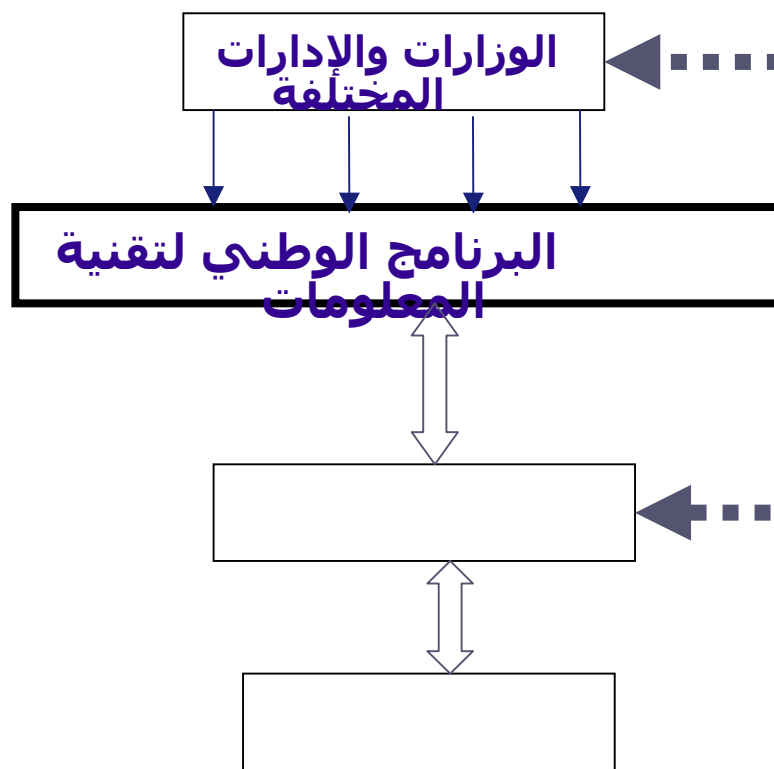 الوزارات والإدارات
المختلفة
البرنامج الوطني لتقنية
المعلومات